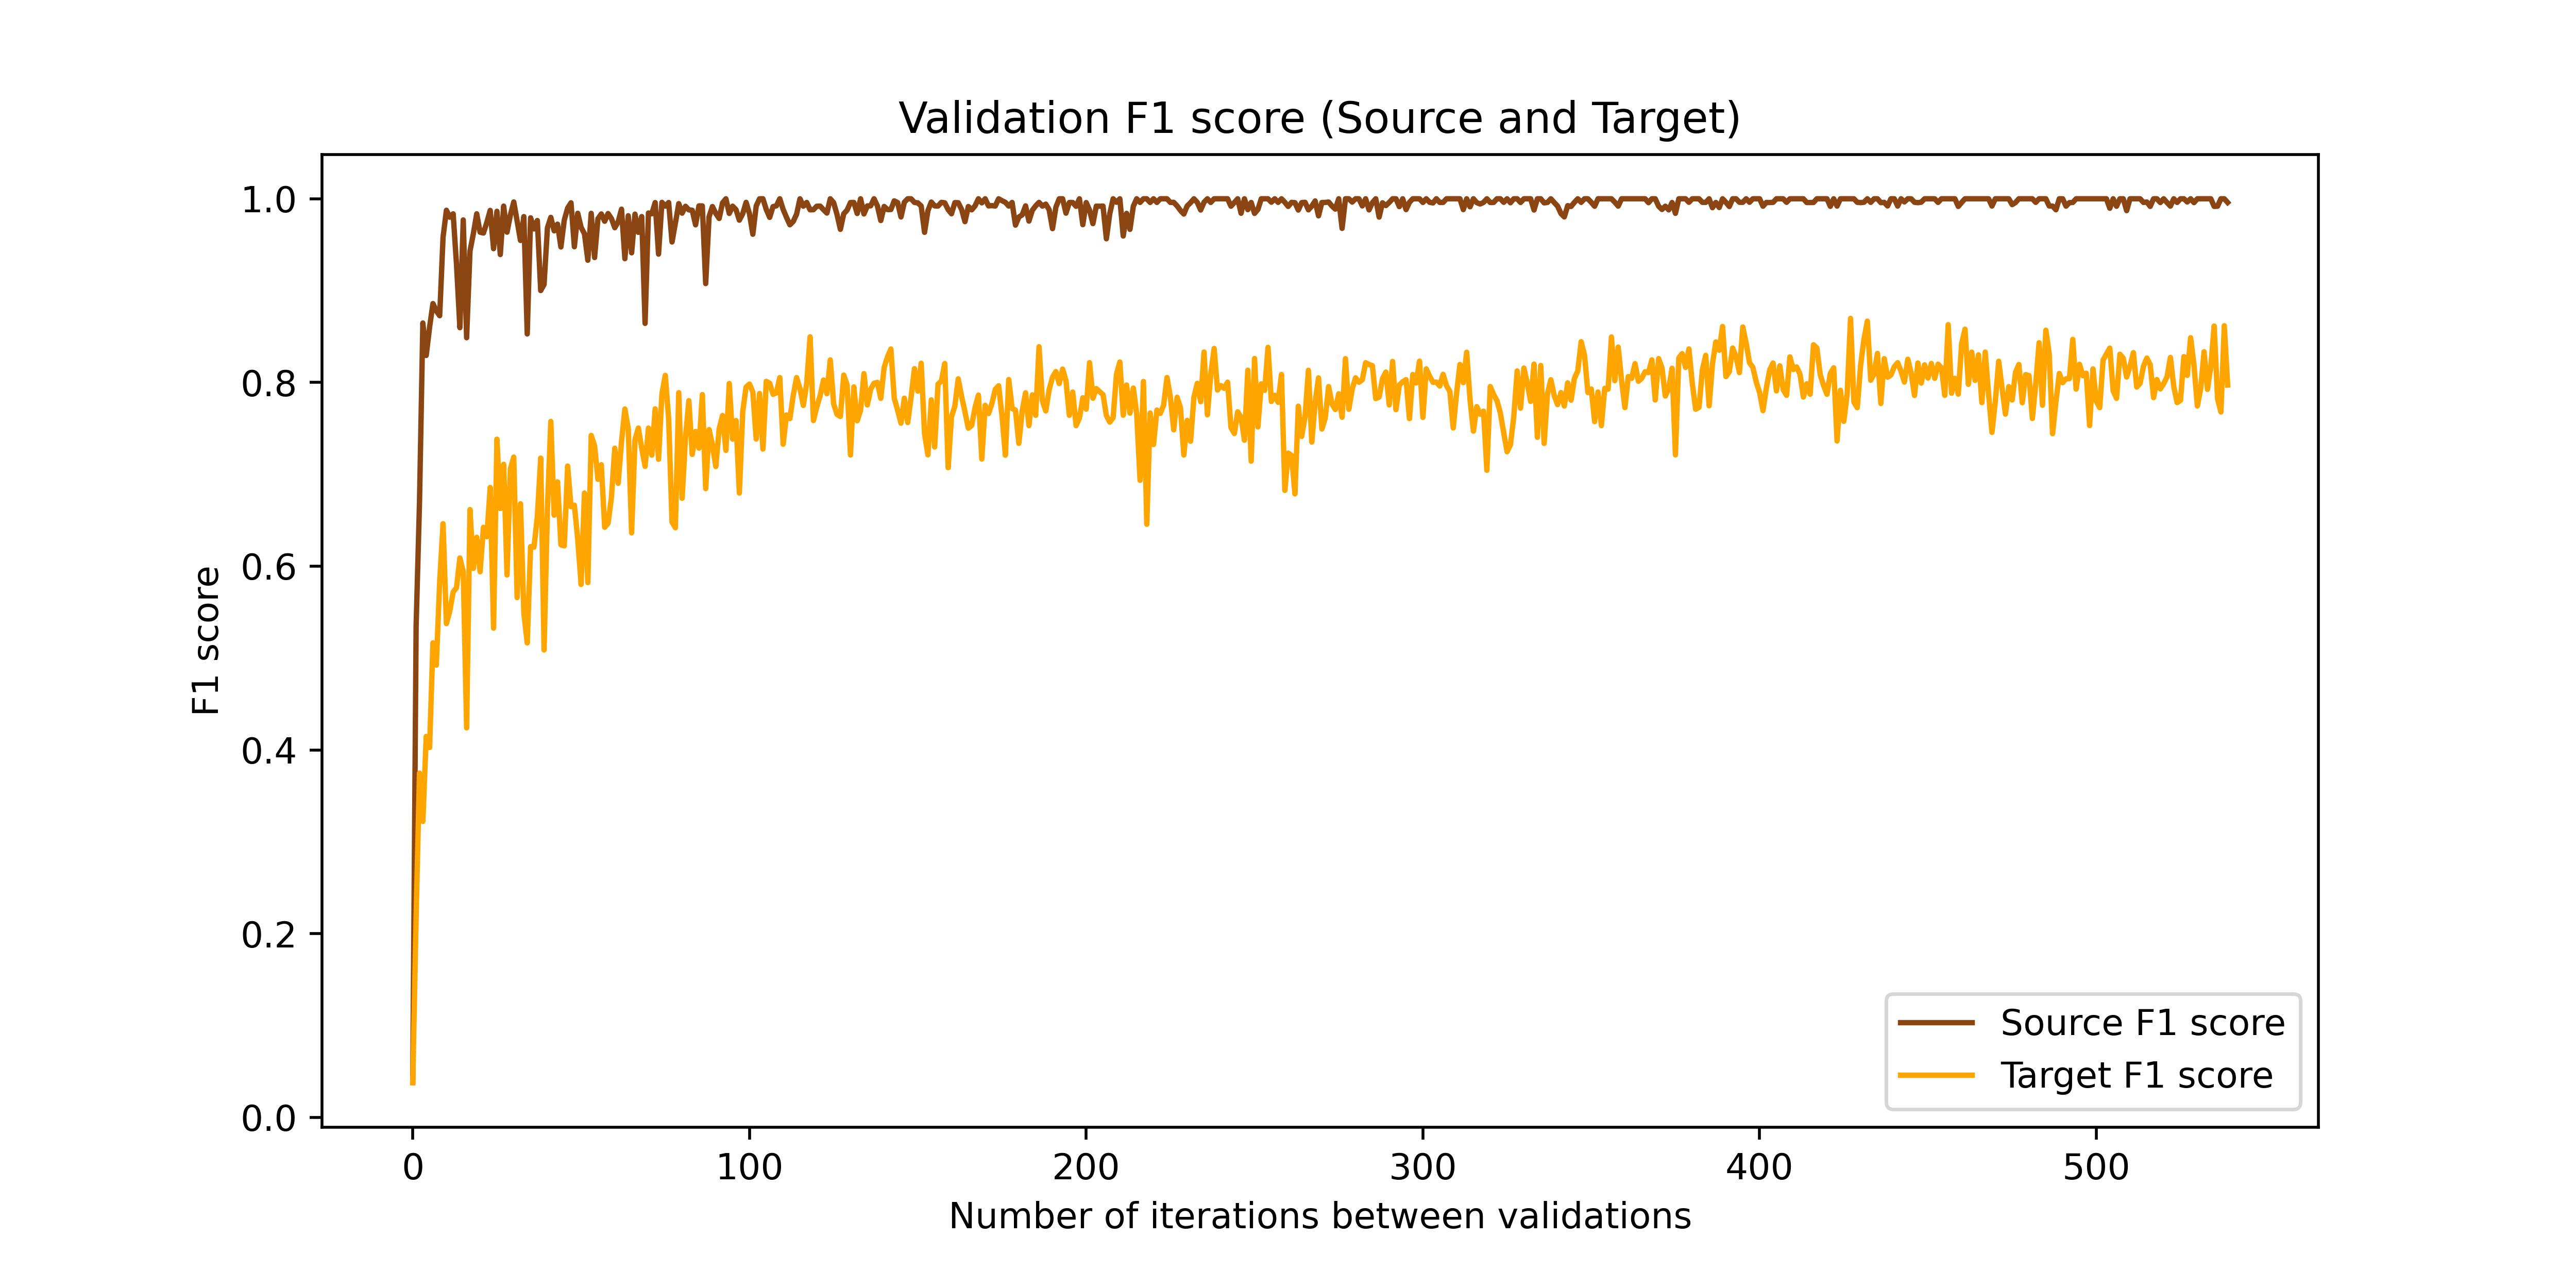 Validation F1 score (Source and Target)
F1 score
1.0
0.8
0.6
0.4
0.2
0.0
0 100 200 300 400 500
Number of iterations between validations
Source F1 score
Target F1 score